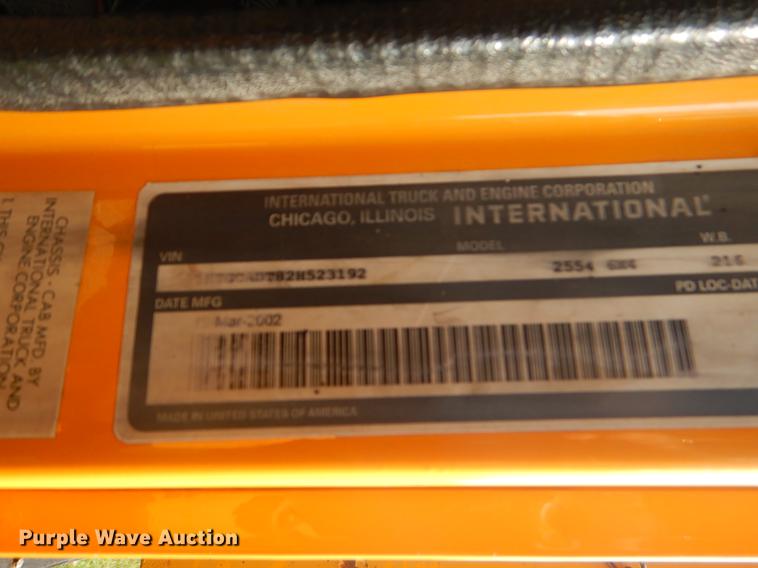 INTERNATIONAL TRUCK AND ENGINE CORPORATION
CHICAGO, ILLINOIS INTERNATIONAL
VIN MODEL W.B.
2554 6X4 216
DATE MFG PD LOC-DAT
Mar-2002
MADE IN UNITED STATES OF AMERICA
CHASSIS - CAB MFD. BY
INTERNATIONAL TRUCK AND
ENGINE CORPORATION
Purple Wave Auction